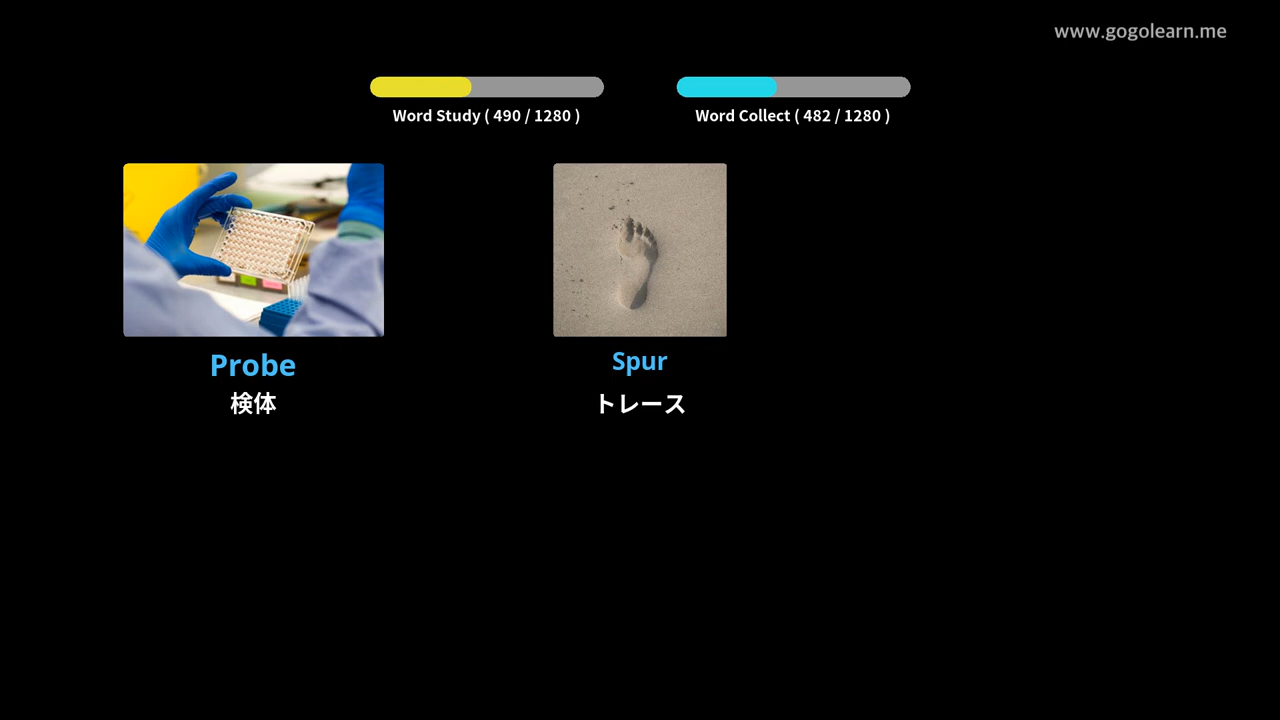 www.gogolearn.me
Word Study ( 490 / 1280 )
Word Collect ( 482 / 1280 )
Probe
検体
Spur
トレース